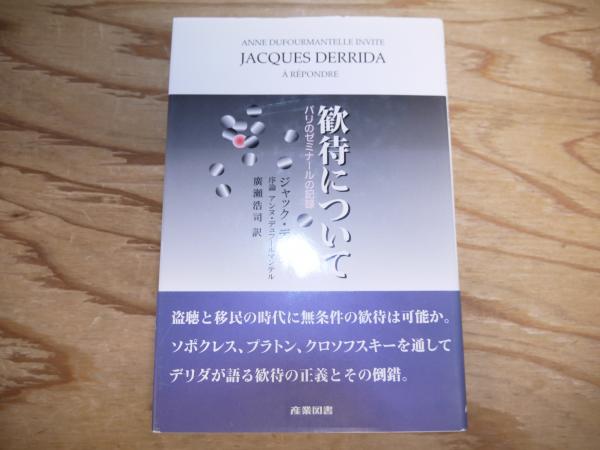 ANNE DUFOURMANTELLE INVITE
JACQUES DERRIDA
À RÉPONDRE
歓待について
パリのゼミナールの記録
ジャック・デ
序論 アンヌ・デュフールマンテル
廣瀬浩司 訳
盗聴と移民の時代に無条件の歓待は可能か。
ソポクレス、プラトン、クロソフスキーを通して
デリダが語る歓待の正義とその倒錯。
産業図書